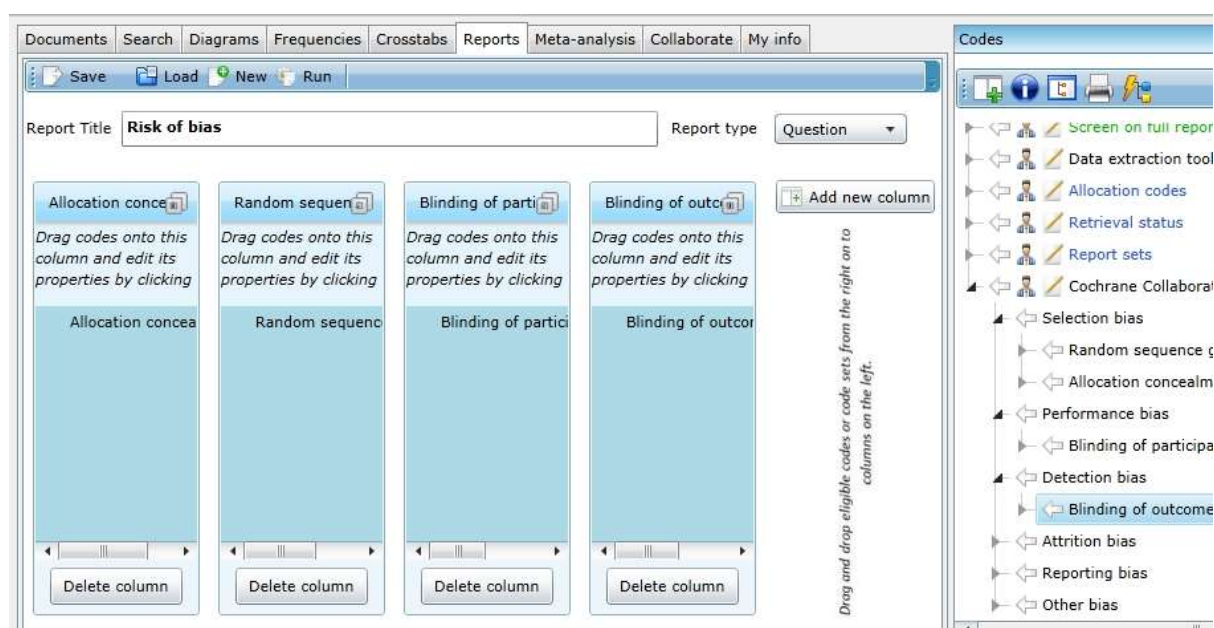 Documents Search Diagrams Frequencies Crosstabs Reports Meta-analysis Collaborate My info
Save Load New Run
Report Title Risk of bias Report type Question
Allocation conce
Drag codes onto this
column and edit its
properties by clicking
Allocation concea
Delete column
Random sequen
Drag codes onto this
column and edit its
properties by clicking
Random sequenc
Delete column
Blinding of parti
Drag codes onto this
column and edit its
properties by clicking
Blinding of partici
Delete column
Blinding of outco
Drag codes onto this
column and edit its
properties by clicking
Blinding of outcor
Delete column
Add new column
Drag and drop eligible codes or code sets from the right on to
columns on the left.
Codes
Screen on full repor
Data extraction tool
Allocation codes
Retrieval status
Report sets
Cochrane Collaborat
Selection bias
Random sequence g
Allocation concealm
Performance bias
Blinding of participa
Detection bias
Blinding of outcome
Attrition bias
Reporting bias
Other bias